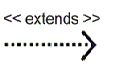 << extends >>